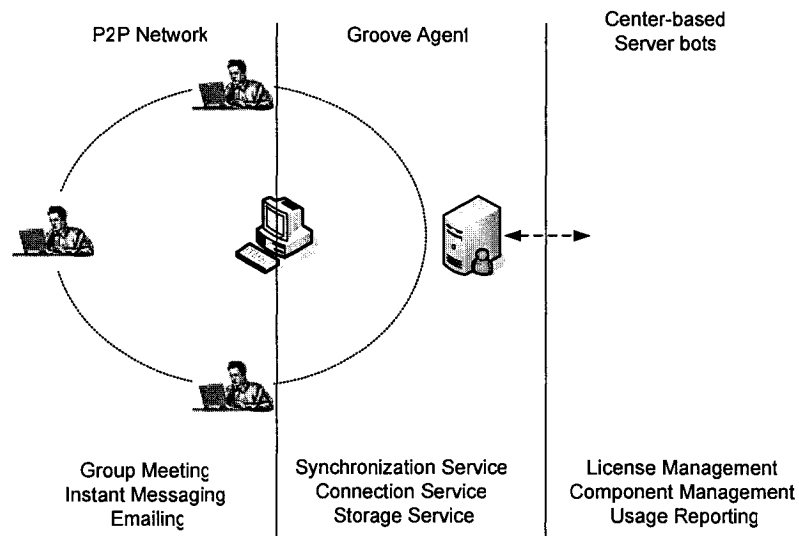 P2P Network
Groove Agent
Center-based
Server bots
Group Meeting
Instant Messaging
Emailing
Synchronization Service
Connection Service
Storage Service
License Management
Component Management
Usage Reporting